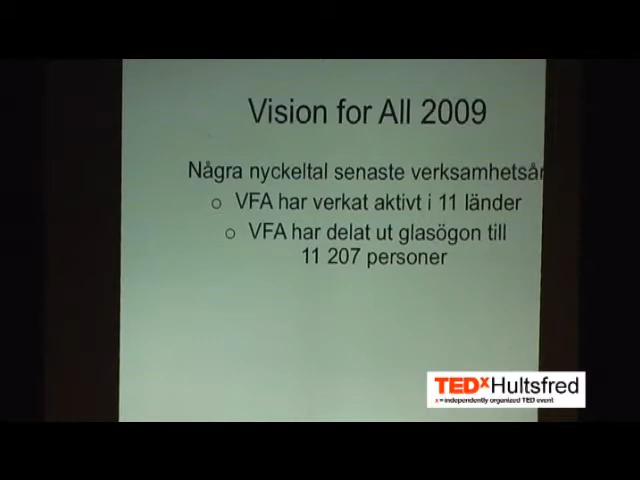 Vision for All 2009
Några nyckeltal senaste verksamhetsår
VFA har verkat aktivt i 11 länder
VFA har delat ut glasögon till
11 207 personer
TEDxHultsfred
x = independently organized TED event